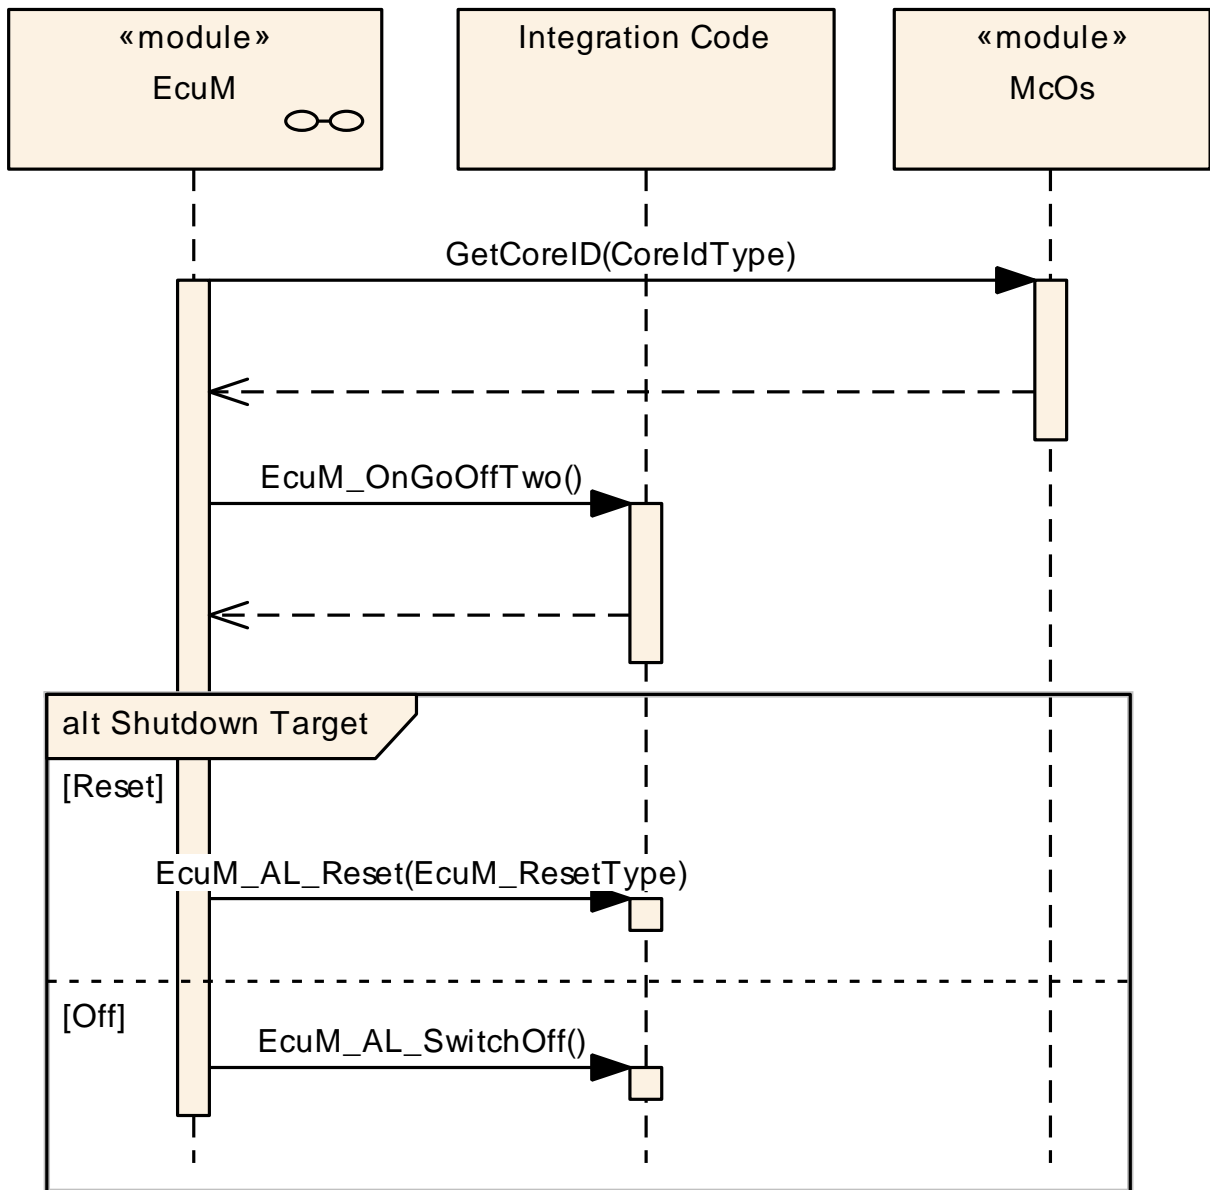 «module»
EcuM
Integration Code
«module»
McOs
GetCoreID(CoreIdType)
EcuM_OnGoOffTwo()
alt Shutdown Target
[Reset]
EcuM_AL_Reset(EcuM_ResetType)
[Off]
EcuM_AL_SwitchOff()